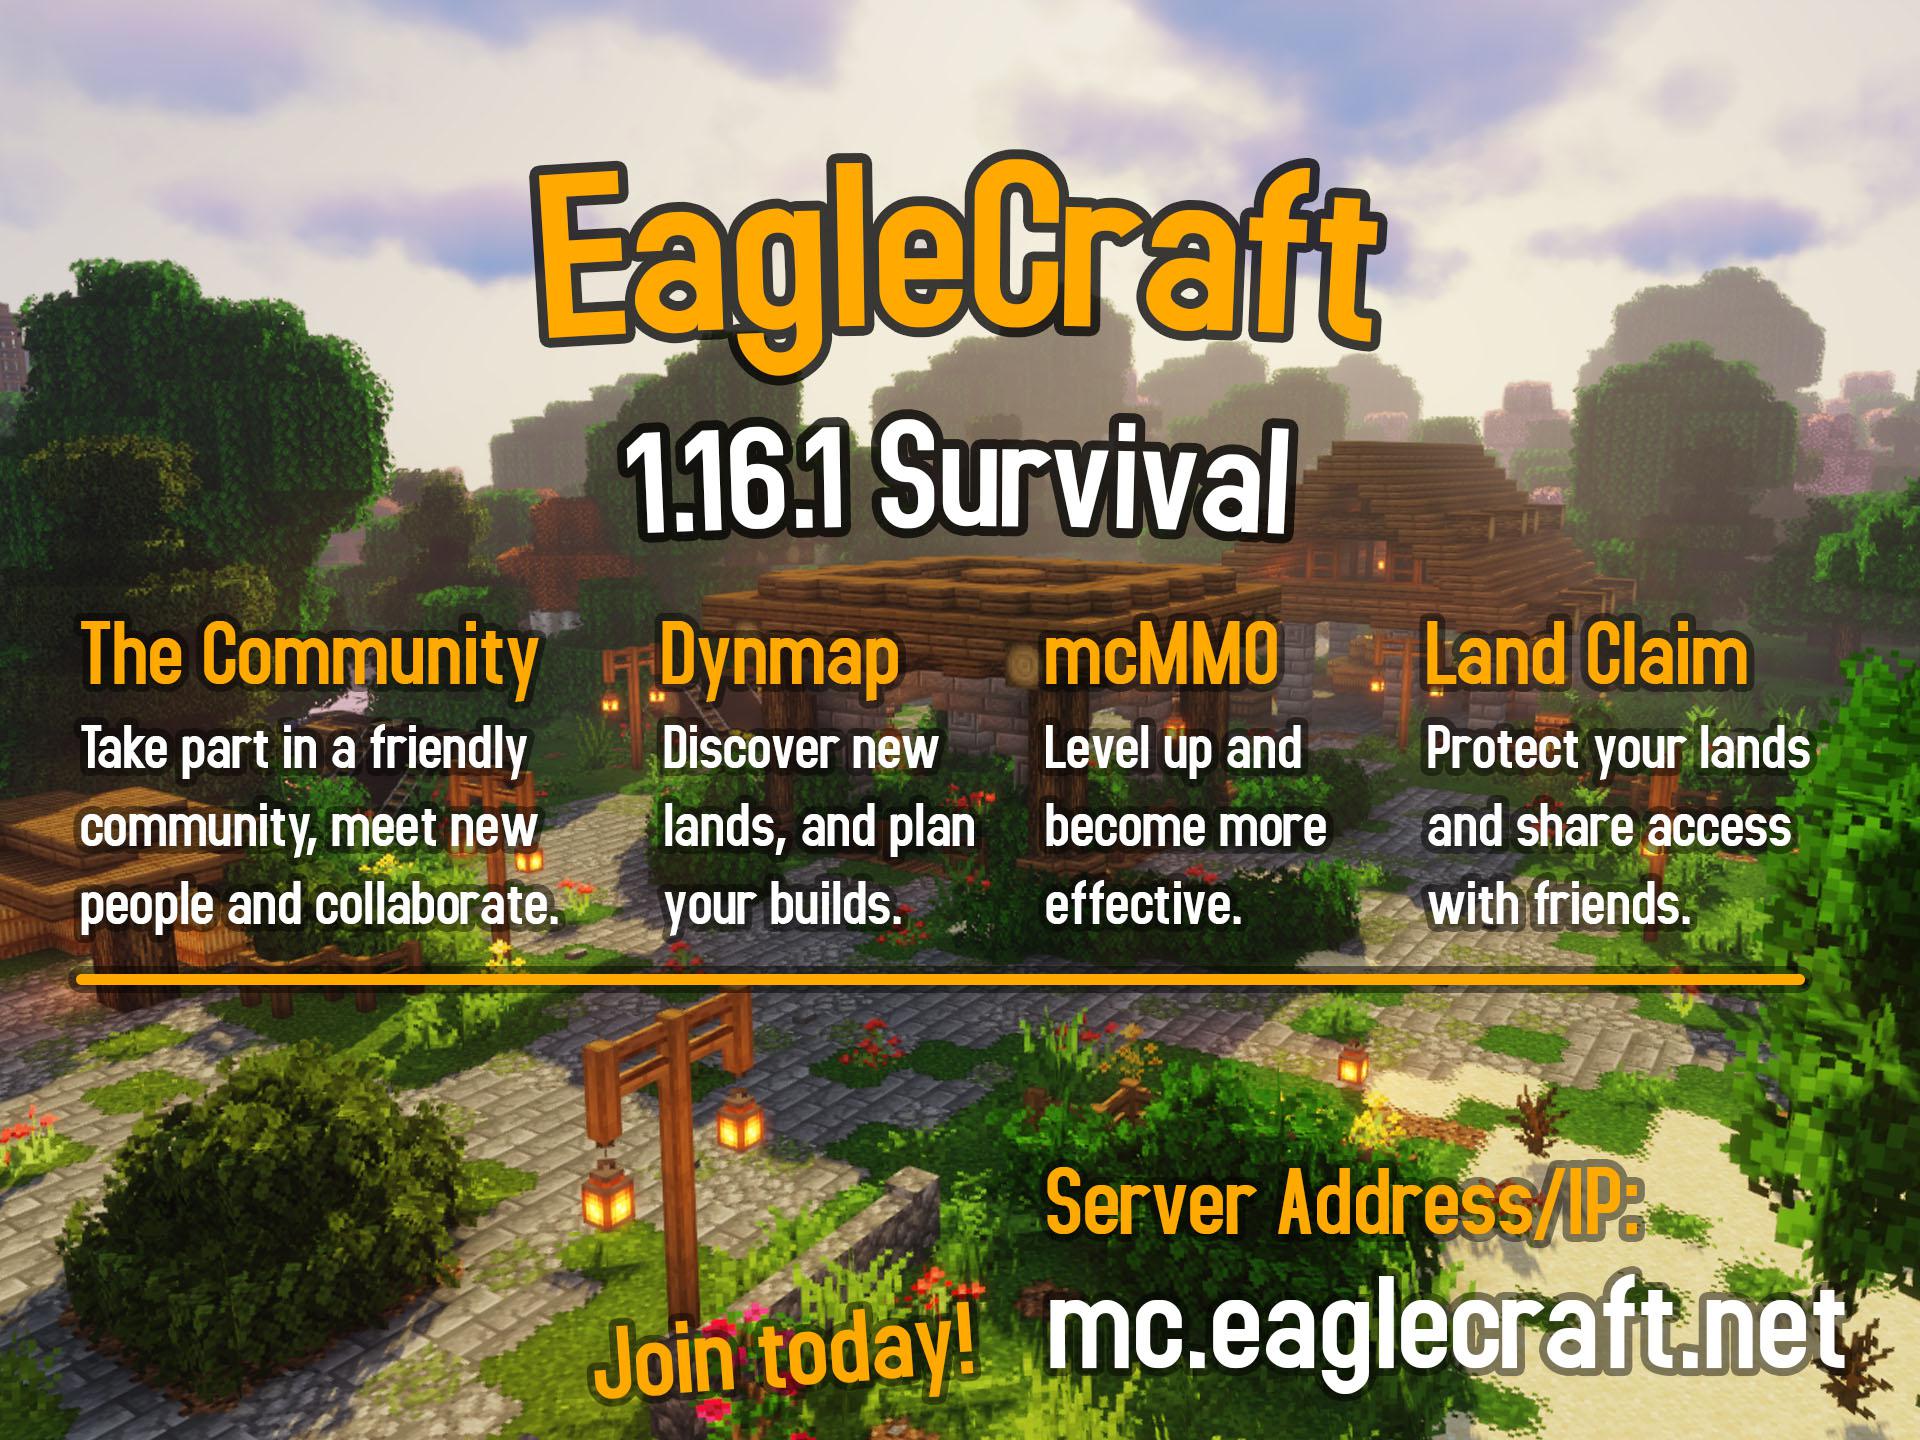 EagleCraft
1.16.1 Survival
The Community
Take part in a friendly
community, meet new
people and collaborate.
Dynmap
Discover new
lands, and plan
your builds.
mcMMO
Level up and
become more
effective.
Land Claim
Protect your lands
and share access
with friends.
Join today!
Server Address/IP:
mc.eaglecraft.net